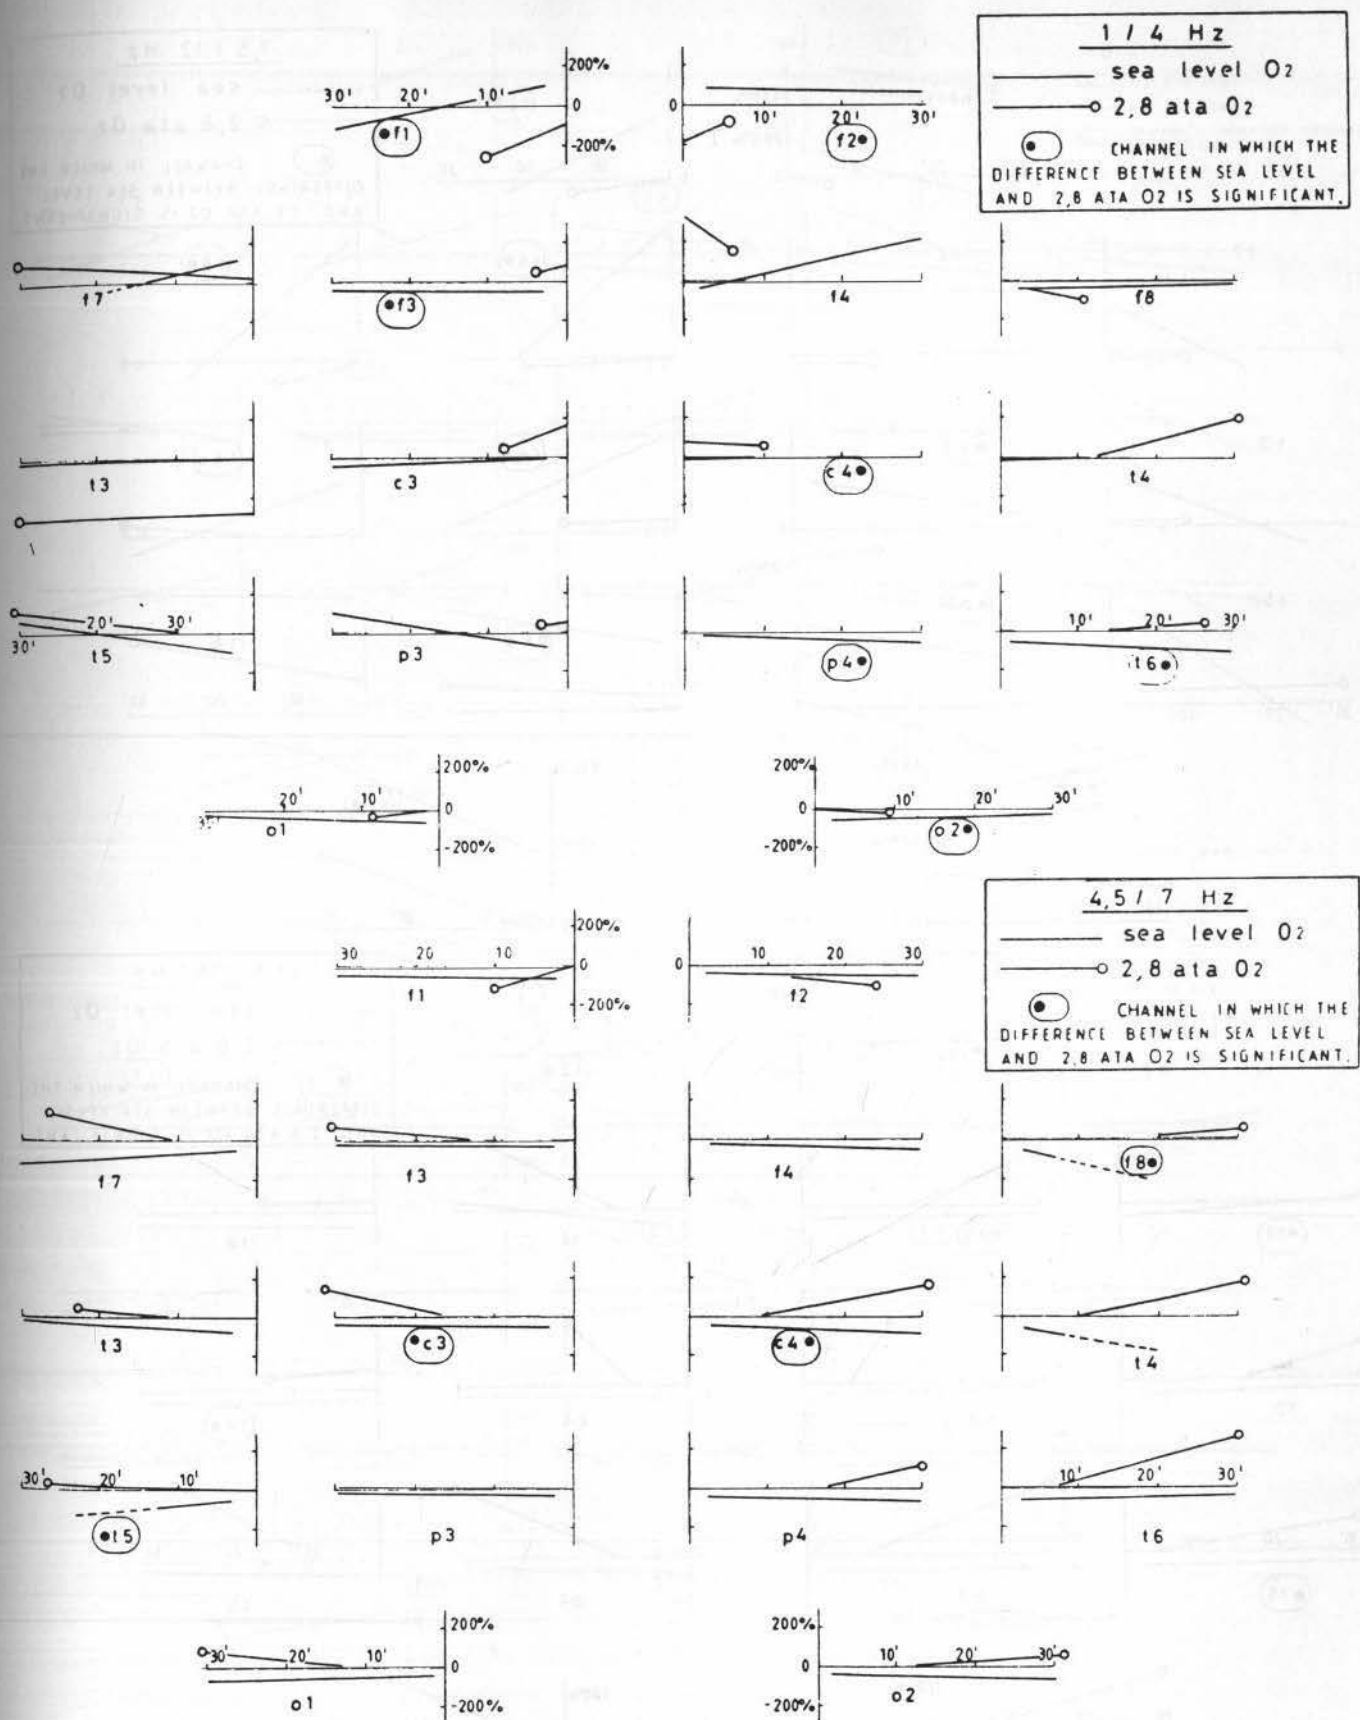 1 / 4 Hz
sea level O2
2,8 ata O2
CHANNEL IN WHICH THE
DIFFERENCE BETWEEN SEA LEVEL
AND 2,8 ATA O2 IS SIGNIFICANT.
200%
30' 20' 10' 0
-200%
f1
0 10' 20' 30'
f2
f7
f3
f4
f8
t3
c3
c4
t4
30' 20' 30'
t5
p3
p4
10' 20' 30'
t6
200%
20' 10' 0
-200%
o1
200%
0 10' 20' 30'
-200%
o2
4,5 / 7 Hz
sea level O2
2,8 ata O2
CHANNEL IN WHICH THE
DIFFERENCE BETWEEN SEA LEVEL
AND 2,8 ATA O2 IS SIGNIFICANT.
200%
30 20 10 0
-200%
f1
0 10 20 30
f2
f7
f3
f4
f8
t3
c3
c4
t4
30' 20' 10'
t5
p3
p4
10' 20' 30'
t6
200%
30' 20' 10' 0
-200%
o1
200%
0 10' 20' 30'
-200%
o2